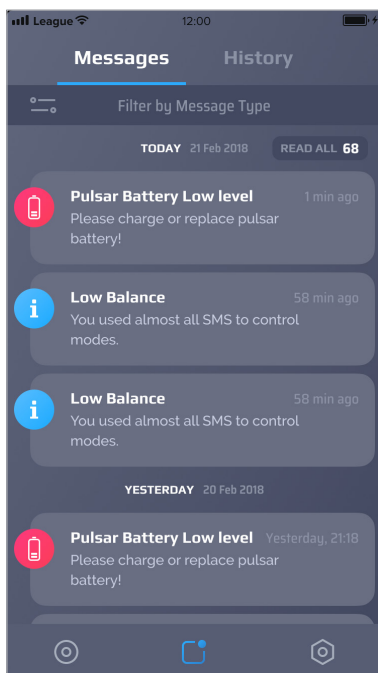 League 12:00
Messages History
Filter by Message Type
TODAY 21 Feb 2018 READ ALL 68
Pulsar Battery Low level 1 min ago
Please charge or replace pulsar
battery!
Low Balance 58 min ago
You used almost all SMS to control
modes.
Low Balance 58 min ago
You used almost all SMS to control
modes.
YESTERDAY 20 Feb 2018
Pulsar Battery Low level Yesterday, 21:18
Please charge or replace pulsar
battery!